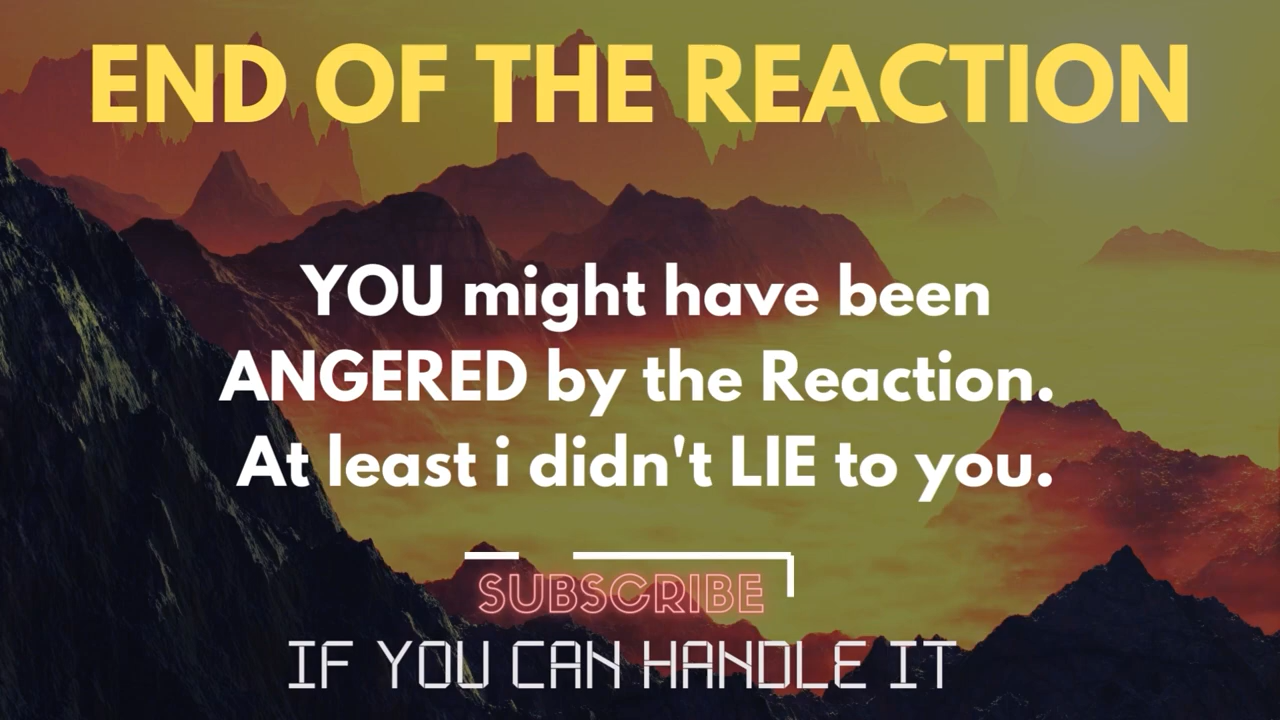 END OF THE REACTION
YOU might have been
ANGERED by the Reaction.
At least i didn't LIE to you.
SUBSCRIBE
IF YOU CAN HANDLE IT